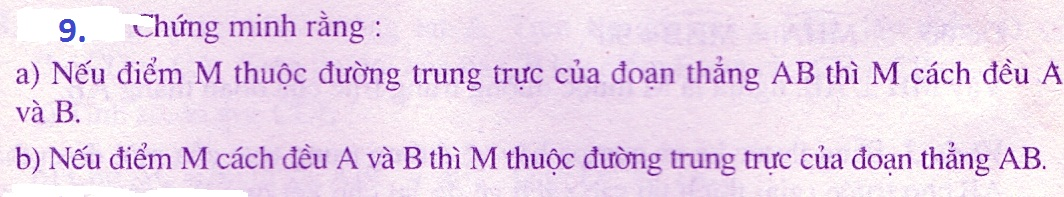 9. Chứng minh rằng :
a) Nếu điểm M thuộc đường trung trực của đoạn thẳng AB thì M cách đều A
và B.
b) Nếu điểm M cách đều A và B thì M thuộc đường trung trực của đoạn thẳng AB.